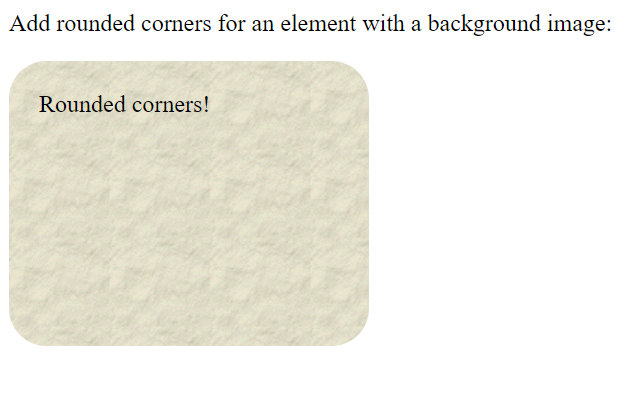 Add rounded corners for an element with a background image:
Rounded corners!